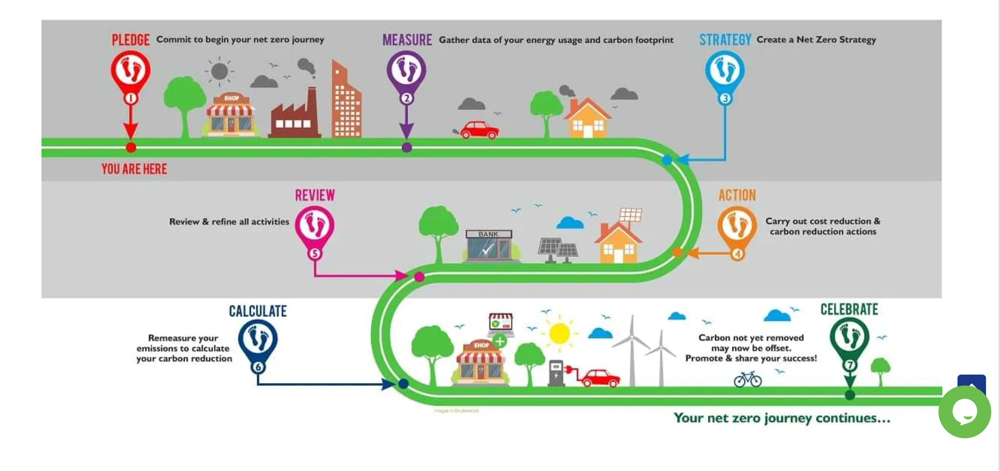 PLEDGE Commit to begin your net zero journey
MEASURE Gather data of your energy usage and carbon footprint
STRATEGY Create a Net Zero Strategy
1
SHOP
2
3
YOU ARE HERE
REVIEW
Review & refine all activities
5
BANK
ACTION
Carry out cost reduction &
carbon reduction actions
4
CALCULATE
Remeasure your
emissions to calculate
your carbon reduction
6
SHOP
CELEBRATE
Carbon not yet removed
may now be offset.
Promote & share your success!
7
Images © Shutterstock
Your net zero journey continues...